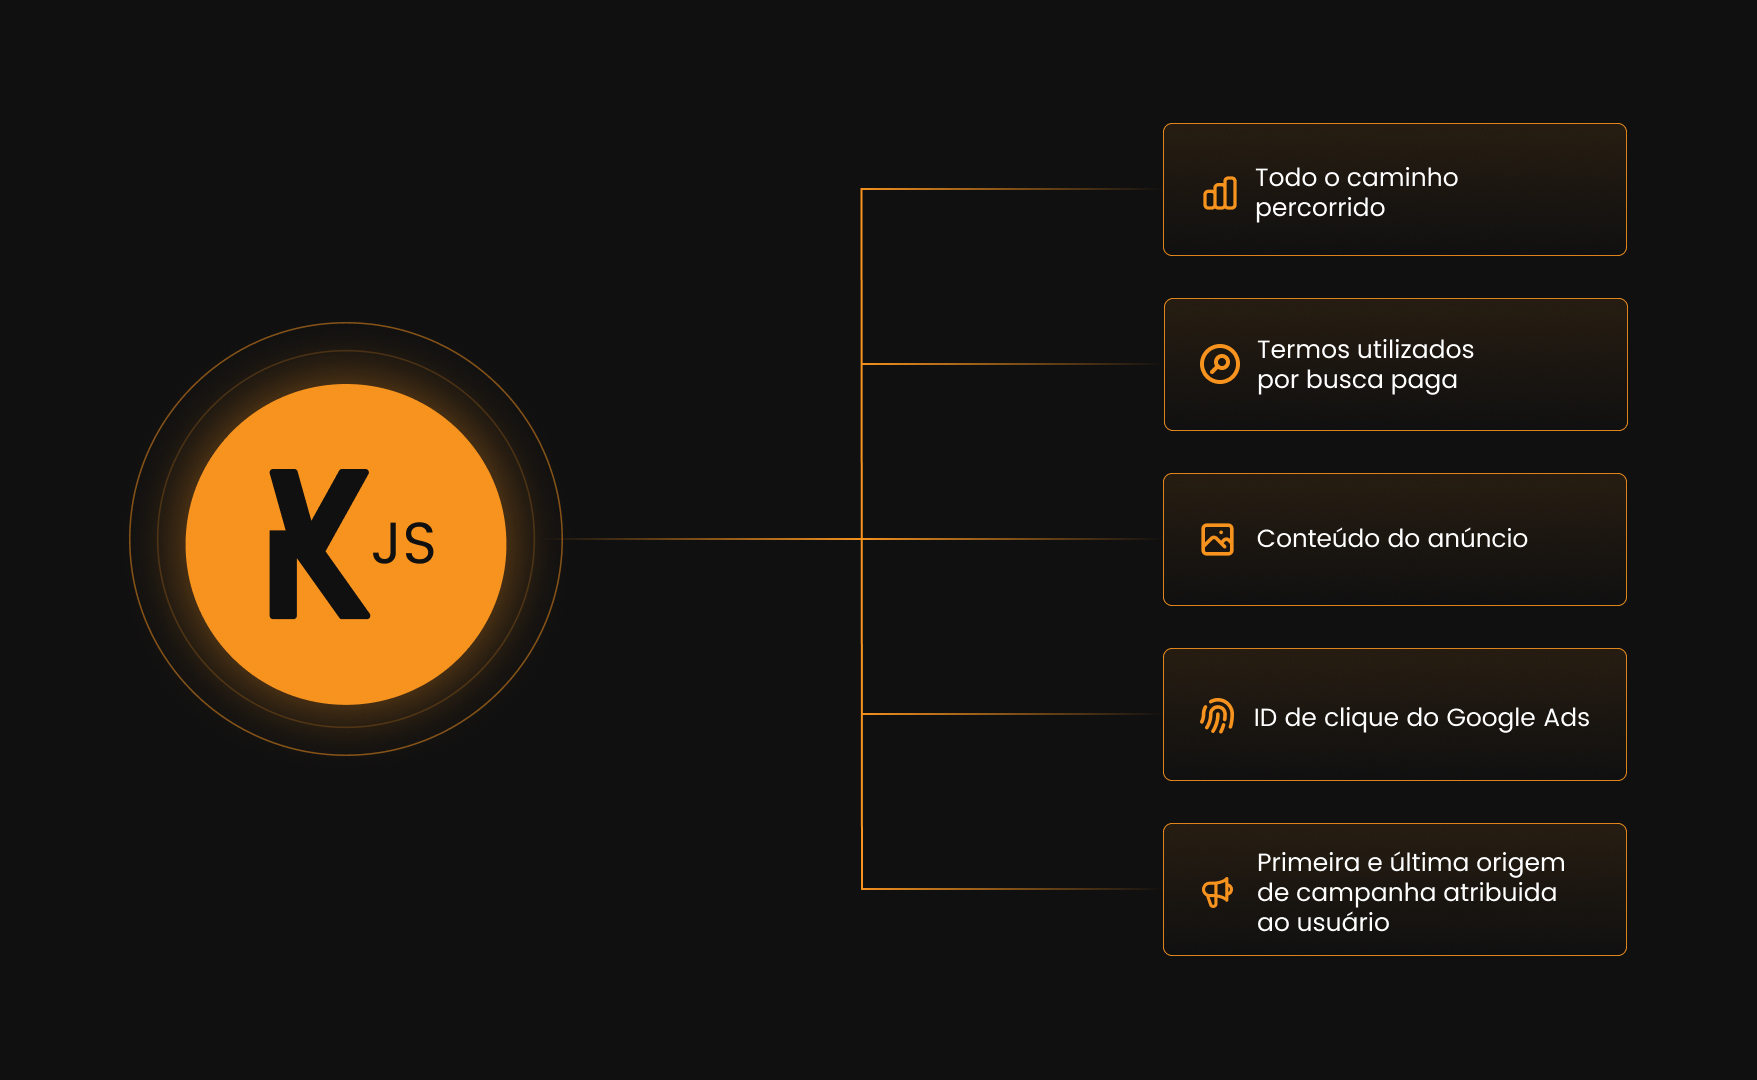 K JS
Todo o caminho
percorrido
Termos utilizados
por busca paga
Conteúdo do anúncio
ID de clique do Google Ads
Primeira e última origem
de campanha atribuida
ao usuário